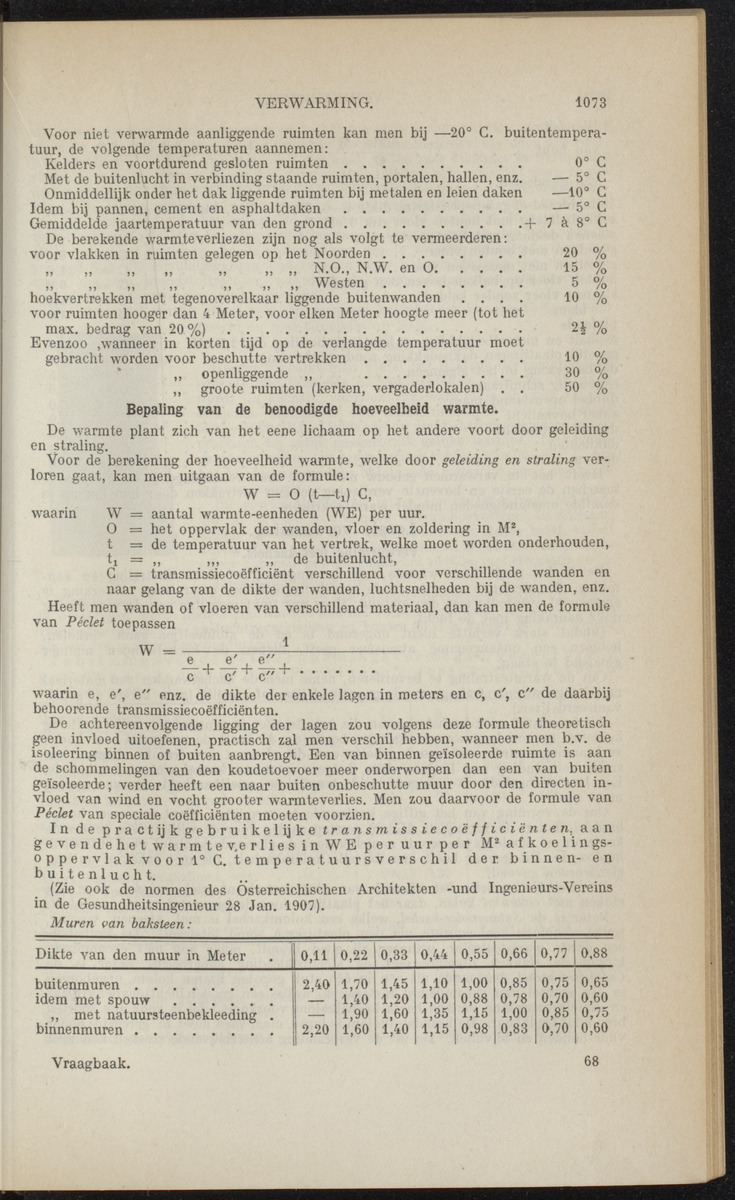 VERWARMING. 1073
Voor niet verwarmde aanliggende ruimten kan men bij —20° C. buitentempera-
tuur, de volgende temperaturen aannemen:
Kelders en voortdurend gesloten ruimten . . . . . . . . . . 0° C
Met de buitenlucht in verbinding staande ruimten, portalen, hallen, enz. — 5° C
Onmiddellijk onder het dak liggende ruimten bij metalen en leien daken —10° C
Idem bij pannen, cement en asphaltdaken . . . . . . . . . . — 5° C
Gemiddelde jaartemperatuur van den grond . . . . . . . . . . + 7 à 8° C
De berekende warmteverliezen zijn nog als volgt te vermeerderen:
voor vlakken in ruimten gelegen op het Noorden . . . . . . . . 20 %
„ „ „ „ „ „ „ N.O., N.W. en O. . . . . . 15 %
„ „ „ „ „ „ „ Westen . . . . . . . . 5 %
hoekvertrekken met tegenoverelkaar liggende buitenwanden . . . . 10 %
voor ruimten hooger dan 4 Meter, voor elken Meter hoogte meer (tot het
max. bedrag van 20 %) . . . . . . . . . . . . . . . . 2½ %
Evenzoo ,wanneer in korten tijd op de verlangde temperatuur moet
gebracht worden voor beschutte vertrekken . . . . . . . . . 10 %
„ openliggende „ . . . . . . . . . 30 %
„ groote ruimten (kerken, vergaderlokalen) . . 50 %
Bepaling van de benoodigde hoeveelheid warmte.
De warmte plant zich van het eene lichaam op het andere voort door geleiding
en straling.
Voor de berekening der hoeveelheid warmte, welke door geleiding en straling ver-
loren gaat, kan men uitgaan van de formule:
W = O (t—t₁) C,
waarin W = aantal warmte-eenheden (WE) per uur.
O = het oppervlak der wanden, vloer en zoldering in M²,
t = de temperatuur van het vertrek, welke moet worden onderhouden,
t₁ = „ „, „ de buitenlucht,
C = transmissiecoëfficiënt verschillend voor verschillende wanden en
naar gelang van de dikte der wanden, luchtsnelheden bij de wanden, enz.
Heeft men wanden of vloeren van verschillend materiaal, dan kan men de formule
van Péclet toepassen
W = 1 / (e/c + e′/c′ + e″/c″ + . . . . . . .)
waarin e, e′, e″ enz. de dikte der enkele lagen in meters en c, c′, c″ de daarbij
behoorende transmissiecoëfficiënten.
De achtereenvolgende ligging der lagen zou volgens deze formule theoretisch
geen invloed uitoefenen, practisch zal men verschil hebben, wanneer men b.v. de
isoleering binnen of buiten aanbrengt. Een van binnen geïsoleerde ruimte is aan
de schommelingen van den koudetoevoer meer onderworpen dan een van buiten
geïsoleerde; verder heeft een naar buiten onbeschutte muur door den directen in-
vloed van wind en vocht grooter warmteverlies. Men zou daarvoor de formule van
Péclet van speciale coëfficiënten moeten voorzien.
In de practijk gebruikelijke transmissiecoëfficiënten, aan
gevende het warmteverlies in WE per uur per M² afkoelings-
oppervlak voor 1° C. temperatuursverschil der binnen- en
buitenlucht.
(Zie ook de normen des Österreichischen Architekten -und Ingenieurs-Vereins
in de Gesundheitsingenieur 28 Jan. 1907).
Muren van baksteen:
Dikte van den muur in Meter . 0,11 0,22 0,33 0,44 0,55 0,66 0,77 0,88
buitenmuren . . . . . . . . 2,40 1,70 1,45 1,10 1,00 0,85 0,75 0,65
idem met spouw . . . . . . — 1,40 1,20 1,00 0,88 0,78 0,70 0,60
„ met natuursteenbekleeding . — 1,90 1,60 1,35 1,15 1,00 0,85 0,75
binnenmuren . . . . . . . . 2,20 1,60 1,40 1,15 0,98 0,83 0,70 0,60
Vraagbaak. 68